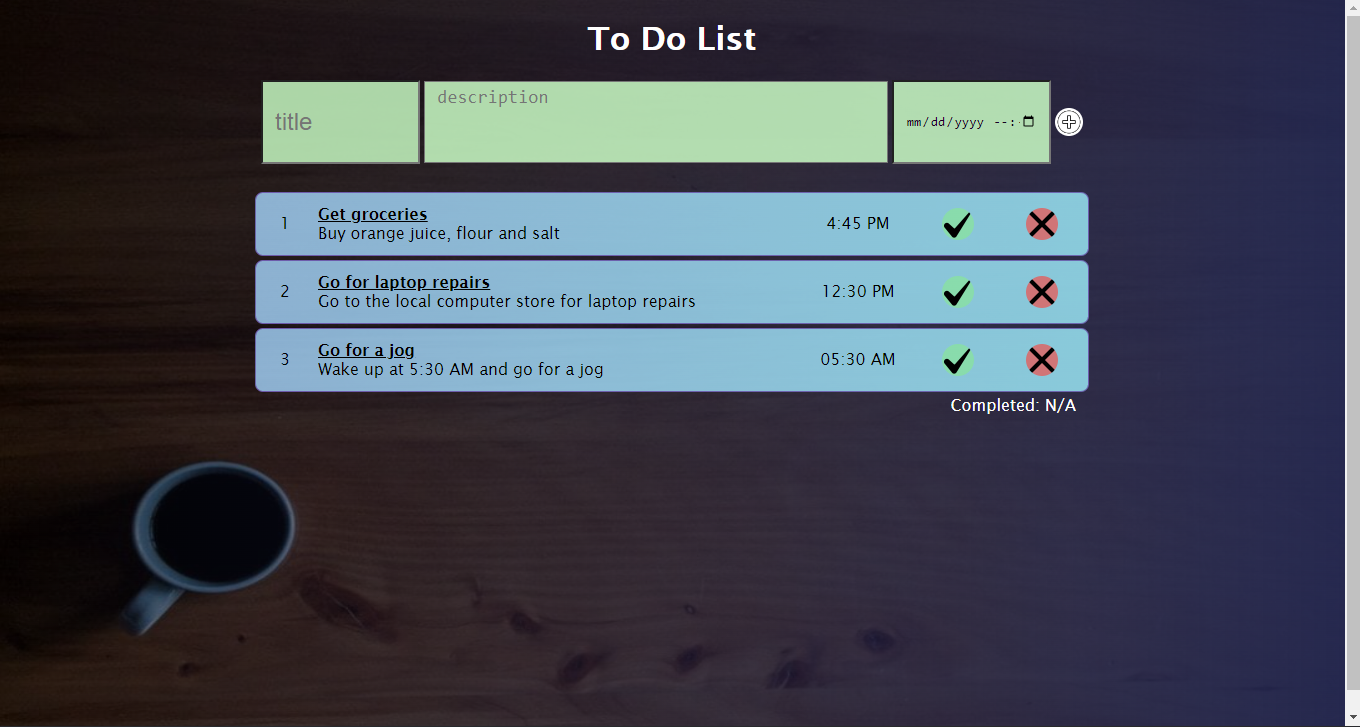 To Do List
title
description
mm/dd/yyyy --:
1
Get groceries
Buy orange juice, flour and salt
4:45 PM
2
Go for laptop repairs
Go to the local computer store for laptop repairs
12:30 PM
3
Go for a jog
Wake up at 5:30 AM and go for a jog
05:30 AM
Completed: N/A